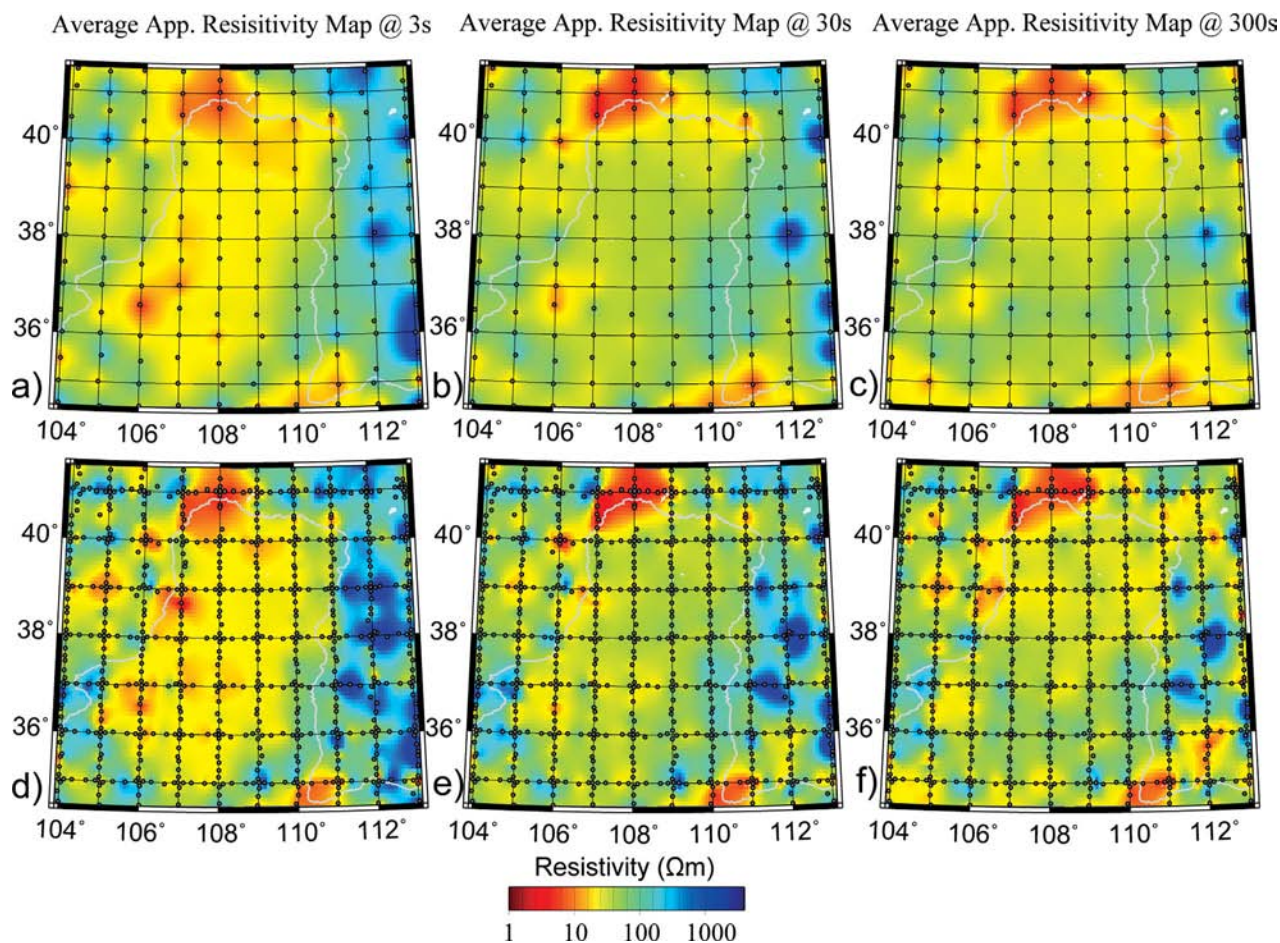 Average App. Resisitivity Map @ 3s
Average App. Resisitivity Map @ 30s
Average App. Resisitivity Map @ 300s
40°
38°
36°
a)
104° 106° 108° 110° 112°
40°
38°
36°
b)
104° 106° 108° 110° 112°
40°
38°
36°
c)
104° 106° 108° 110° 112°
40°
38°
36°
d)
104° 106° 108° 110° 112°
40°
38°
36°
e)
104° 106° 108° 110° 112°
40°
38°
36°
f)
104° 106° 108° 110° 112°
Resistivity (Ωm)
1 10 100 1000